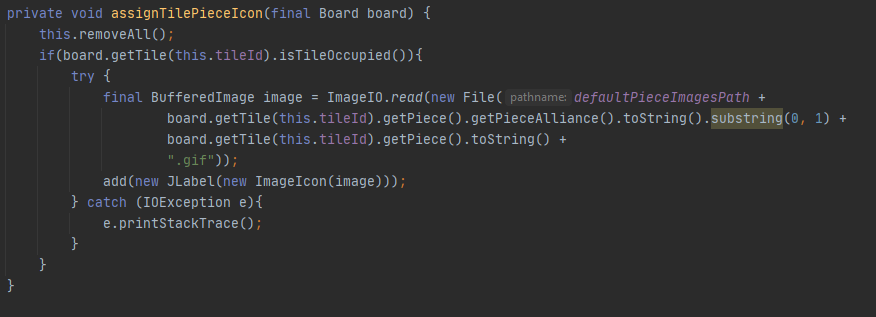 private void assignTilePieceIcon(final Board board) {
    this.removeAll();
    if(board.getTile(this.tileId).isTileOccupied()){
        try {
            final BufferedImage image = ImageIO.read(new File( pathname: defaultPieceImagesPath +
                    board.getTile(this.tileId).getPiece().getPieceAlliance().toString().substring(0, 1) +
                    board.getTile(this.tileId).getPiece().toString() +
                    ".gif"));
            add(new JLabel(new ImageIcon(image)));
        } catch (IOException e){
            e.printStackTrace();
        }
    }
}